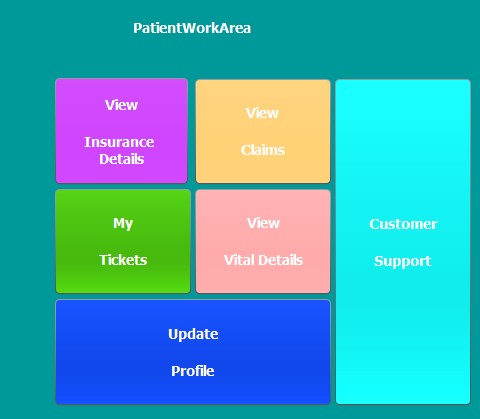 PatientWorkArea
View
Insurance
Details
View
Claims
My
Tickets
View
Vital Details
Customer
Support
Update
Profile